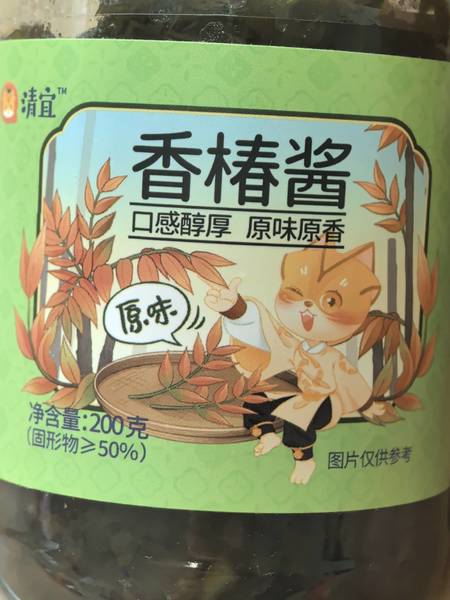 清宜™
香椿酱
口感醇厚 原味原香
原味
净含量:200克
(固形物≥50%)
图片仅供参考